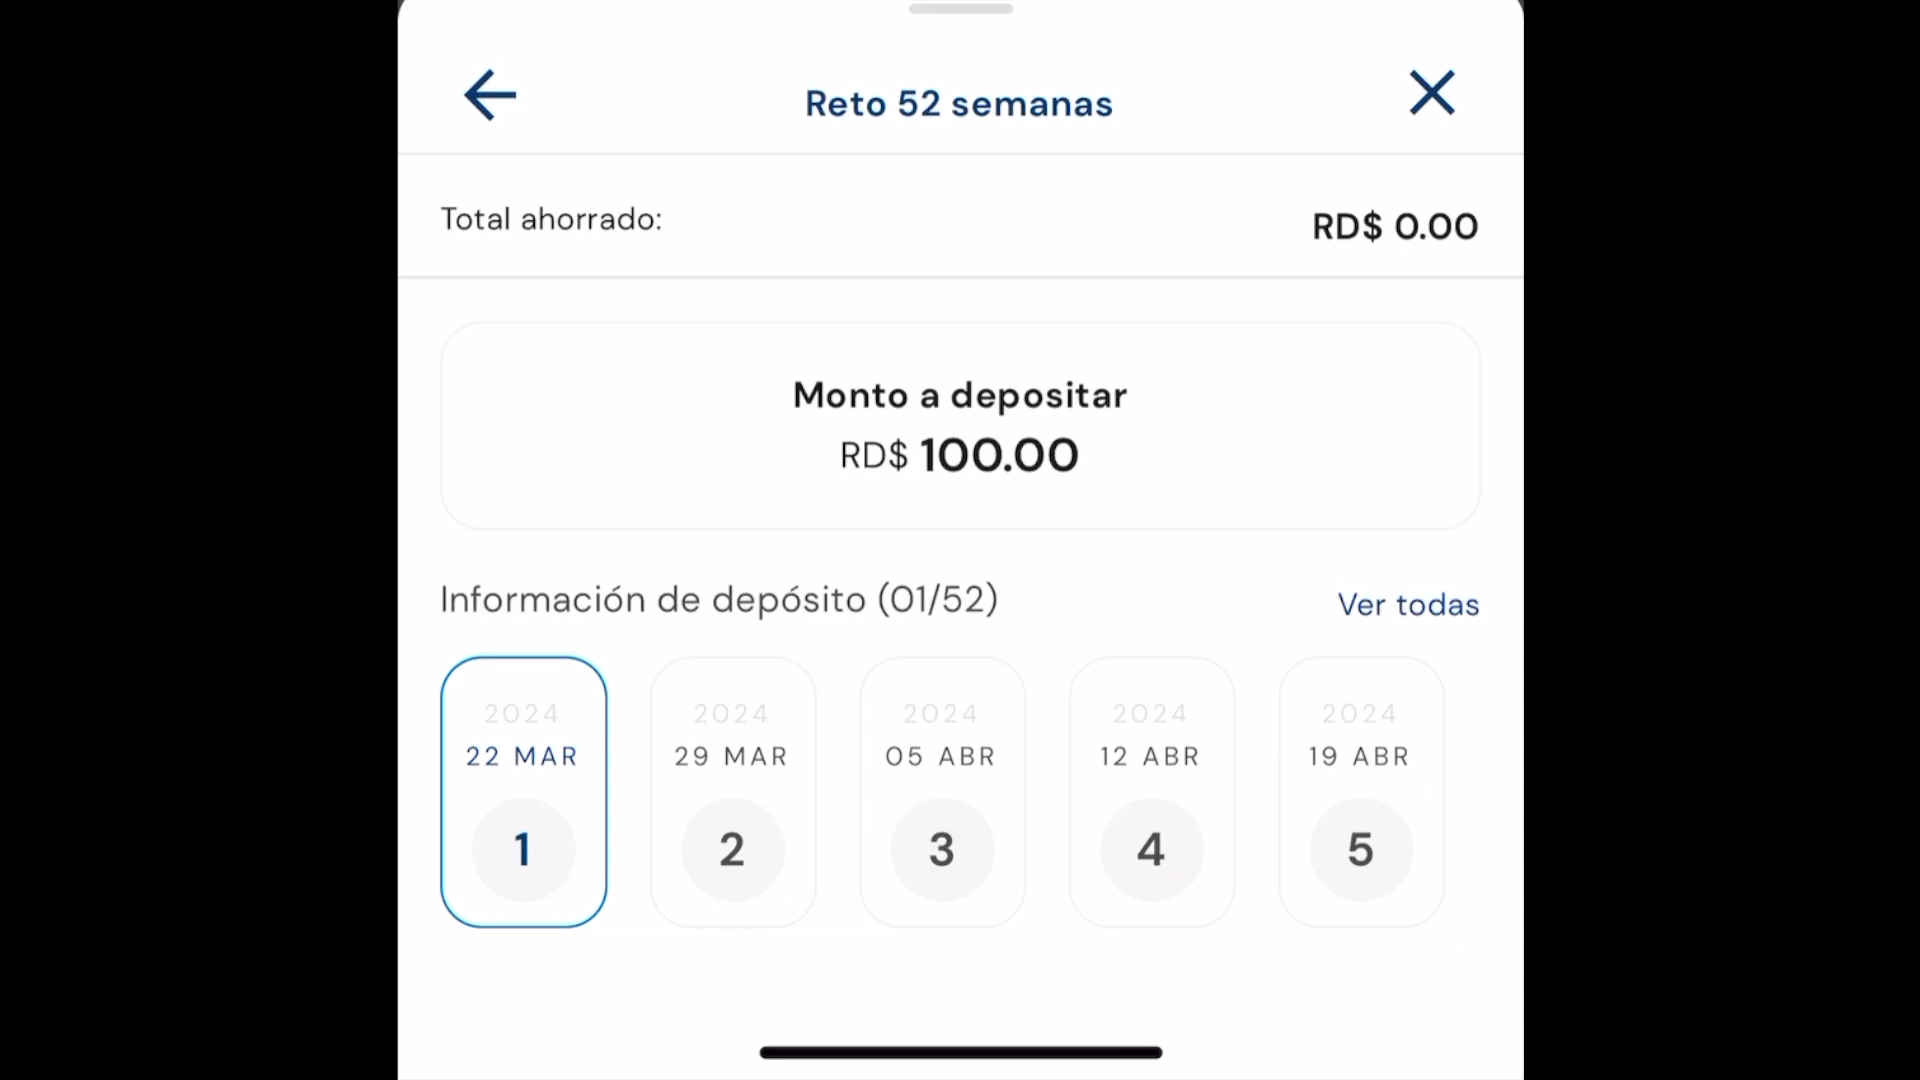 Reto 52 semanas
Total ahorrado:
RD$ 0.00
Monto a depositar
RD$ 100.00
Información de depósito (01/52)
Ver todas
2024
22 MAR
1
2024
29 MAR
2
2024
05 ABR
3
2024
12 ABR
4
2024
19 ABR
5